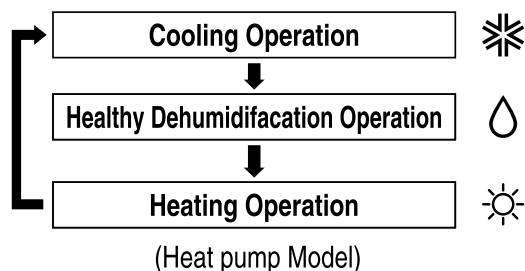 Cooling Operation
Healthy Dehumidifacation Operation
Heating Operation
(Heat pump Model)